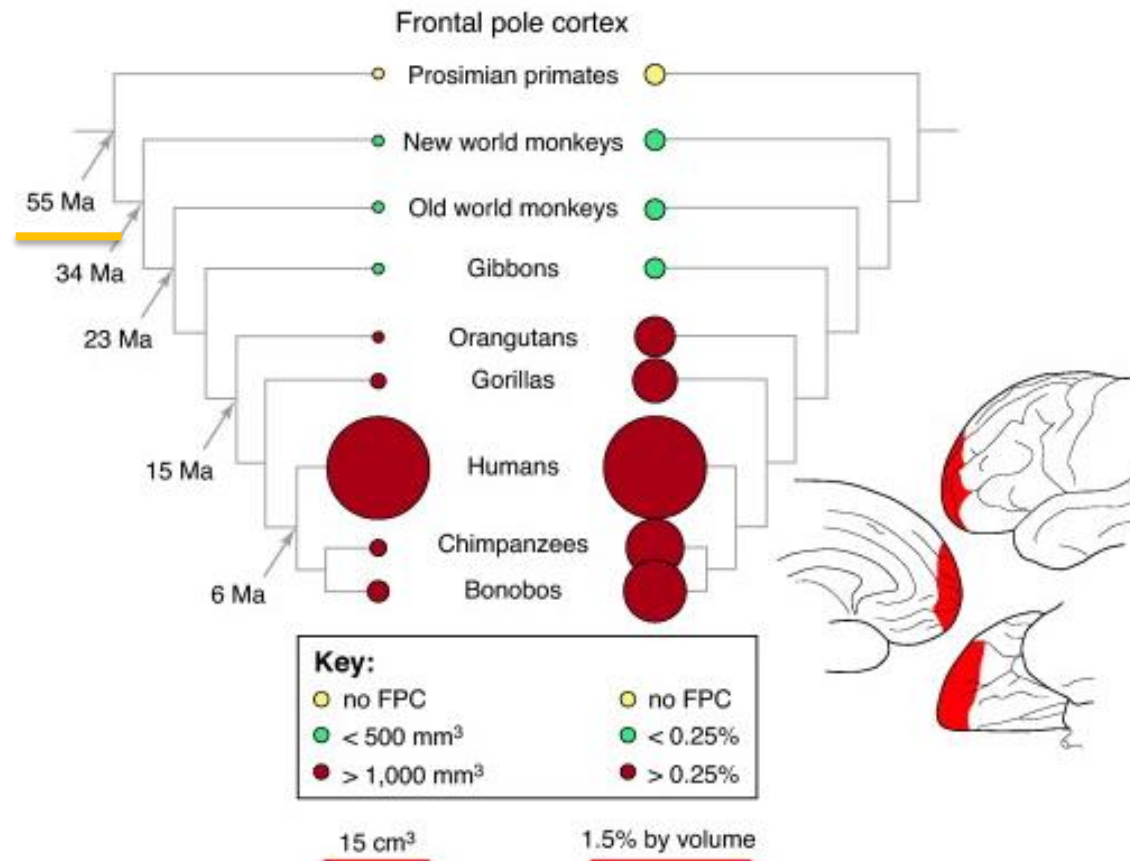 Frontal pole cortex
Prosimian primates
New world monkeys
55 Ma
Old world monkeys
34 Ma
Gibbons
23 Ma
Orangutans
Gorillas
15 Ma
Humans
Chimpanzees
6 Ma
Bonobos
Key:
no FPC no FPC
< 500 mm³ < 0.25%
> 1,000 mm³ > 0.25%
15 cm³ 1.5% by volume